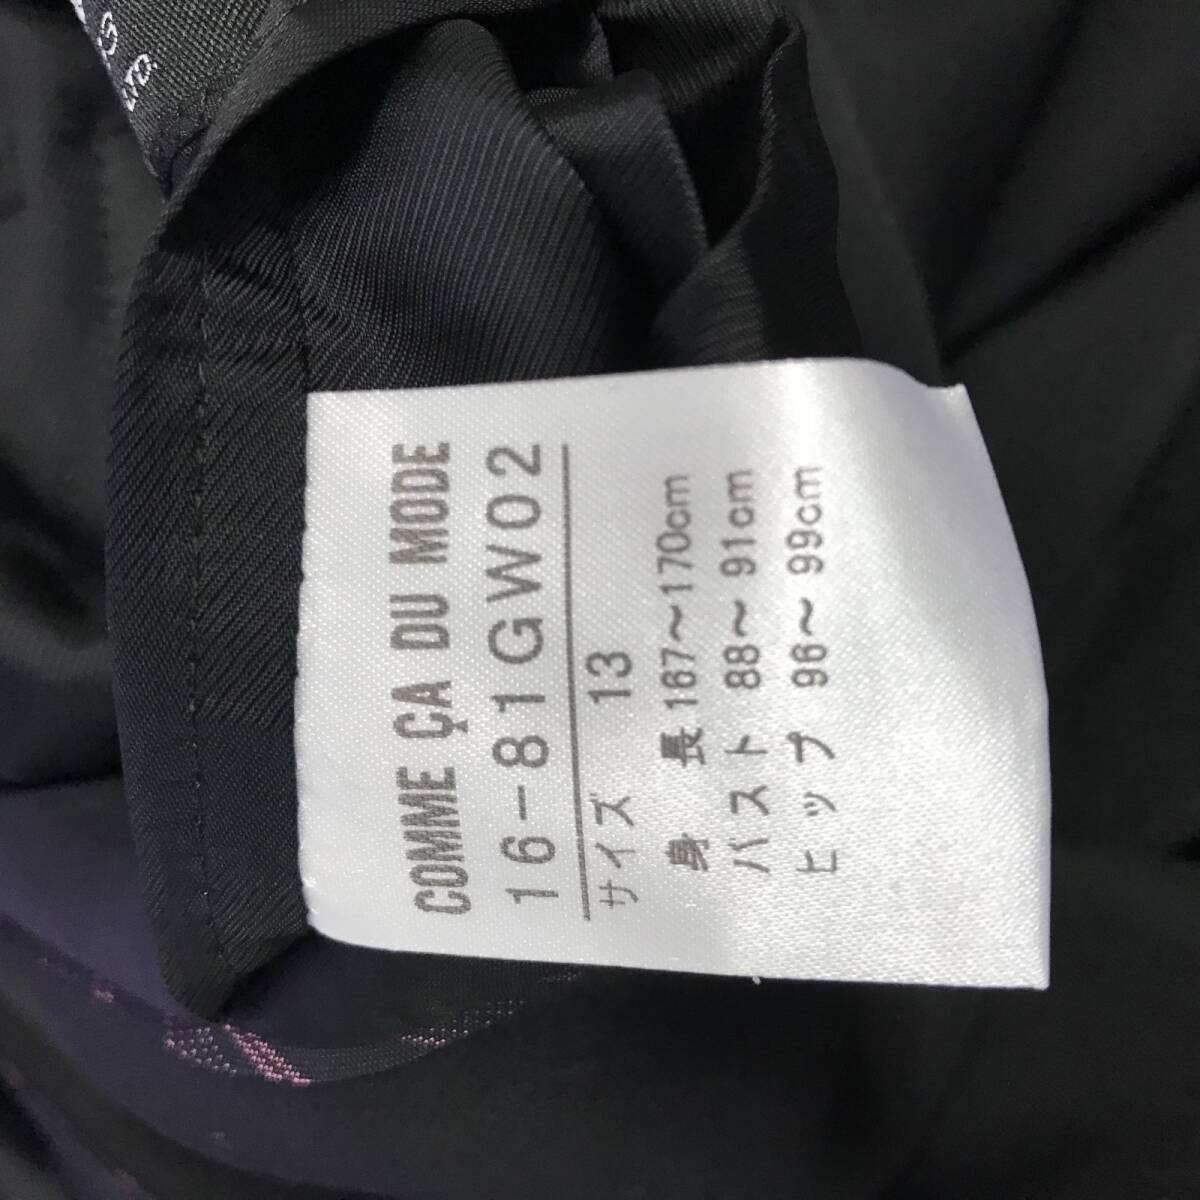 LTD.
COMME ÇA DU MODE
16-81GW02
サイズ 13
身 長 167～170cm
バスト 88～ 91cm
ヒップ 96～ 99cm